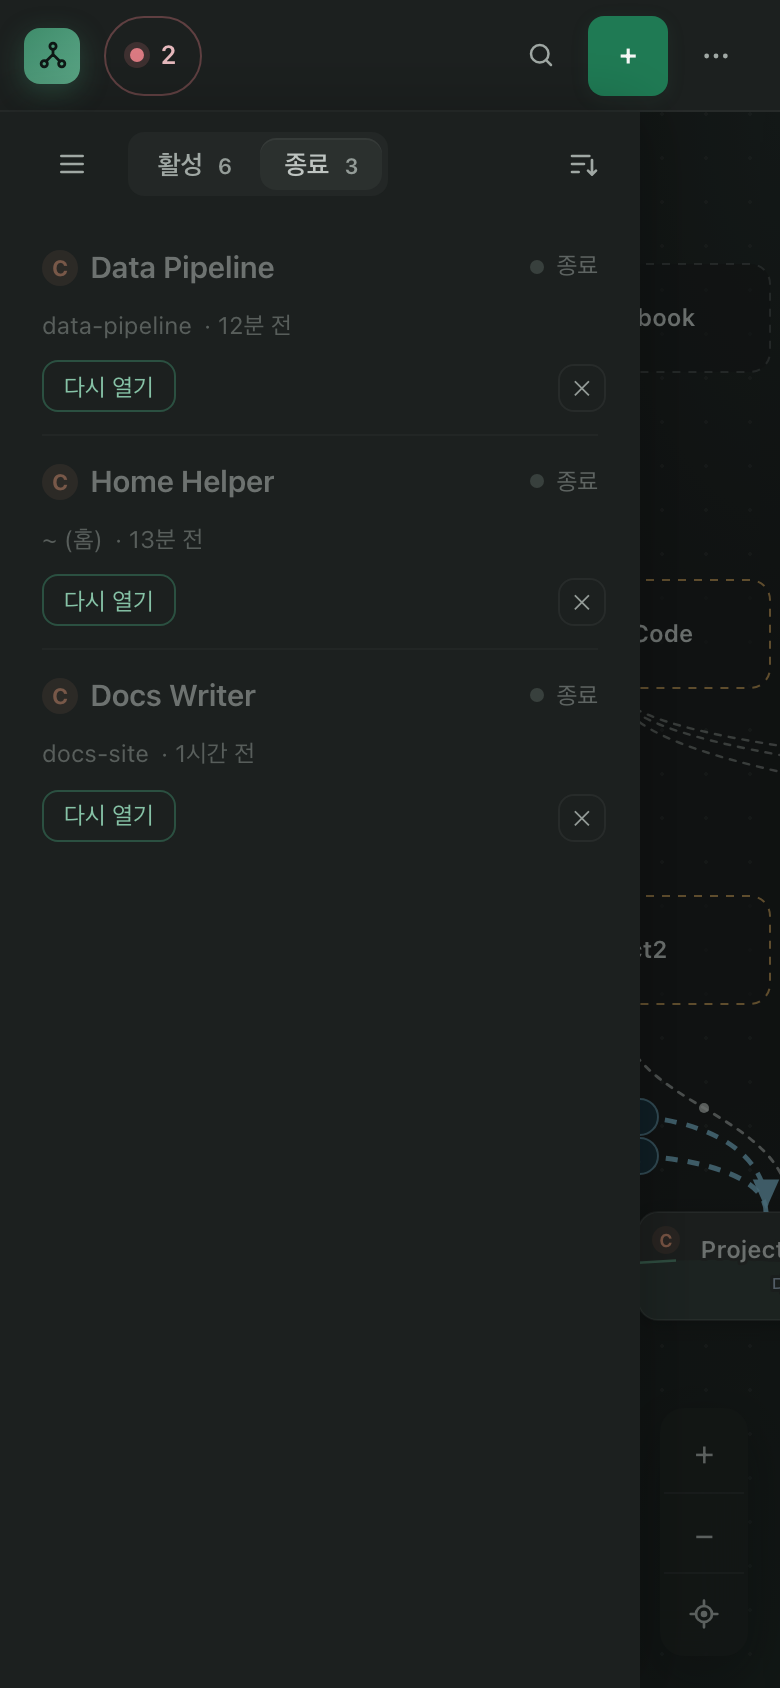 2
+
활성 6
종료 3
C Data Pipeline
종료
data-pipeline · 12분 전
다시 열기
C Home Helper
종료
~ (홈) · 13분 전
다시 열기
C Docs Writer
종료
docs-site · 1시간 전
다시 열기
book
Code
t2
C Project
+
−